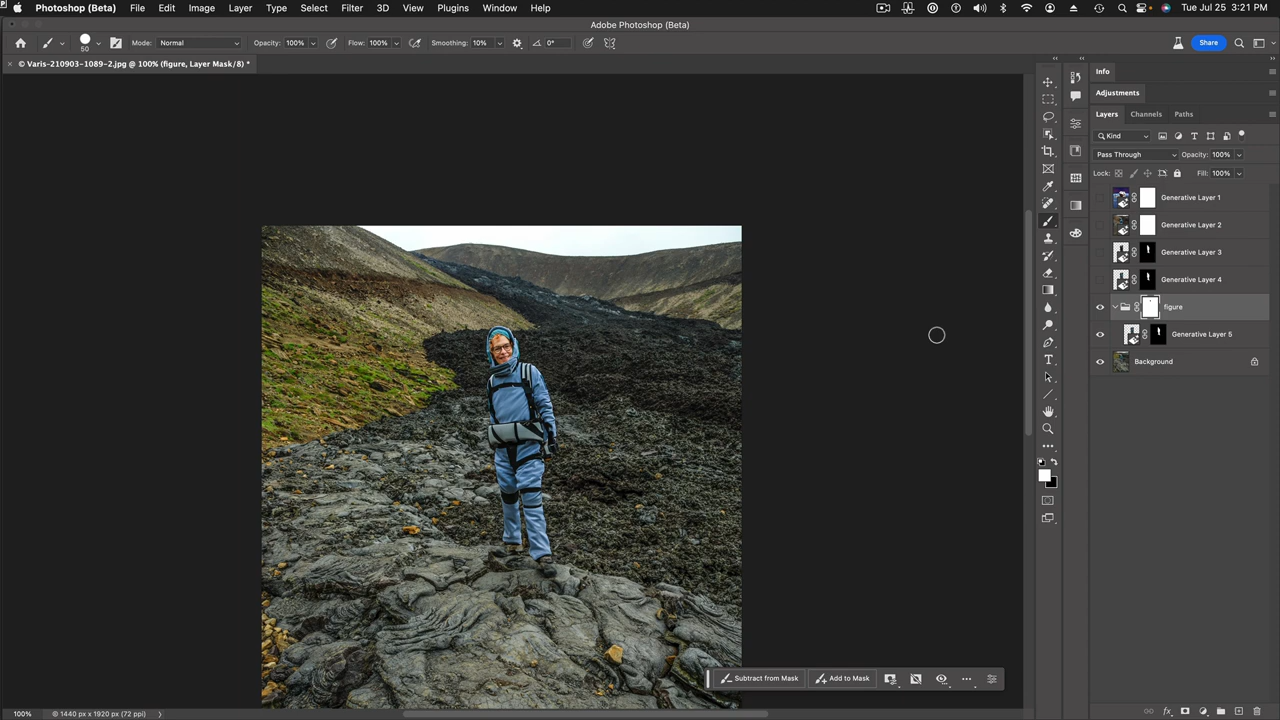 Photoshop (Beta) File Edit Image Layer Type Select Filter 3D View Plugins Window Help Tue Jul 25 3:21 PM
Adobe Photoshop (Beta)
50 Mode: Normal Opacity: 100% Flow: 100% Smoothing: 10% 0° Share
× © Varis-210903-1089-2.jpg @ 100% (figure, Layer Mask/8) *
Info
Adjustments
Layers Channels Paths
Kind
Pass Through Opacity: 100%
Lock: Fill: 100%
Generative Layer 1
Generative Layer 2
Generative Layer 3
Generative Layer 4
figure
Generative Layer 5
Background
Subtract from Mask Add to Mask
100% © 1440 px x 1920 px (72 ppi)